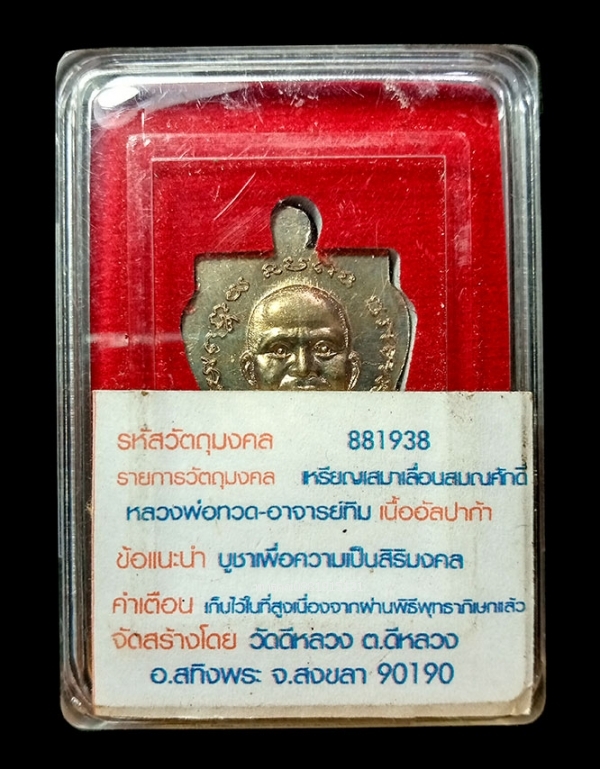 รหัสวัตถุมงคล 881938
รายการวัตถุมงคล เหรียญเสมาเลื่อนสมณศักดิ์
หลวงพ่อทวด-อาจารย์ทิม เนื้ออัลปาก้า
ข้อแนะนำ บูชาเพื่อความเป็นสิริมงคล
คำเตือน เก็บไว้ในที่สูงเนื่องจากผ่านพิธีพุทธาภิเษกแล้ว
จัดสร้างโดย วัดดีหลวง ต.ดีหลวง
อ.สทิงพระ จ.สงขลา 90190